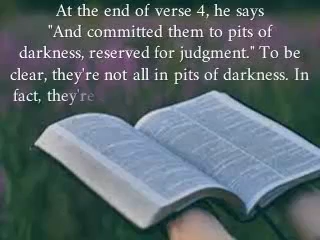 At the end of verse 4, he says
"And committed them to pits of
darkness, reserved for judgment." To be
clear, they're not all in pits of darkness. In
fact, they're